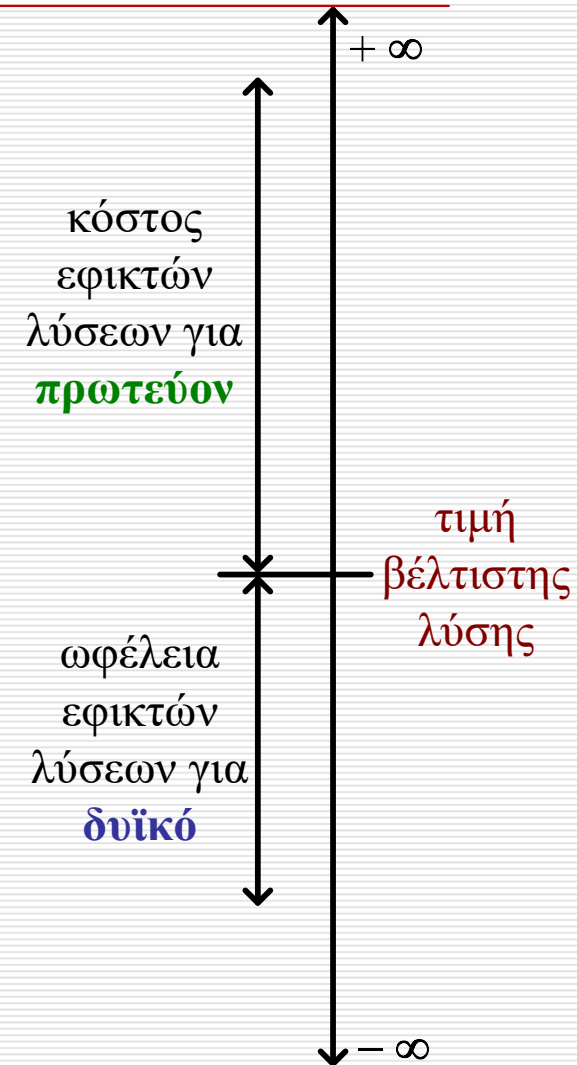 + ∞
κόστος
εφικτών
λύσεων για
πρωτεύον
τιμή
βέλτιστης
λύσης
ωφέλεια
εφικτών
λύσεων για
δυϊκό
− ∞